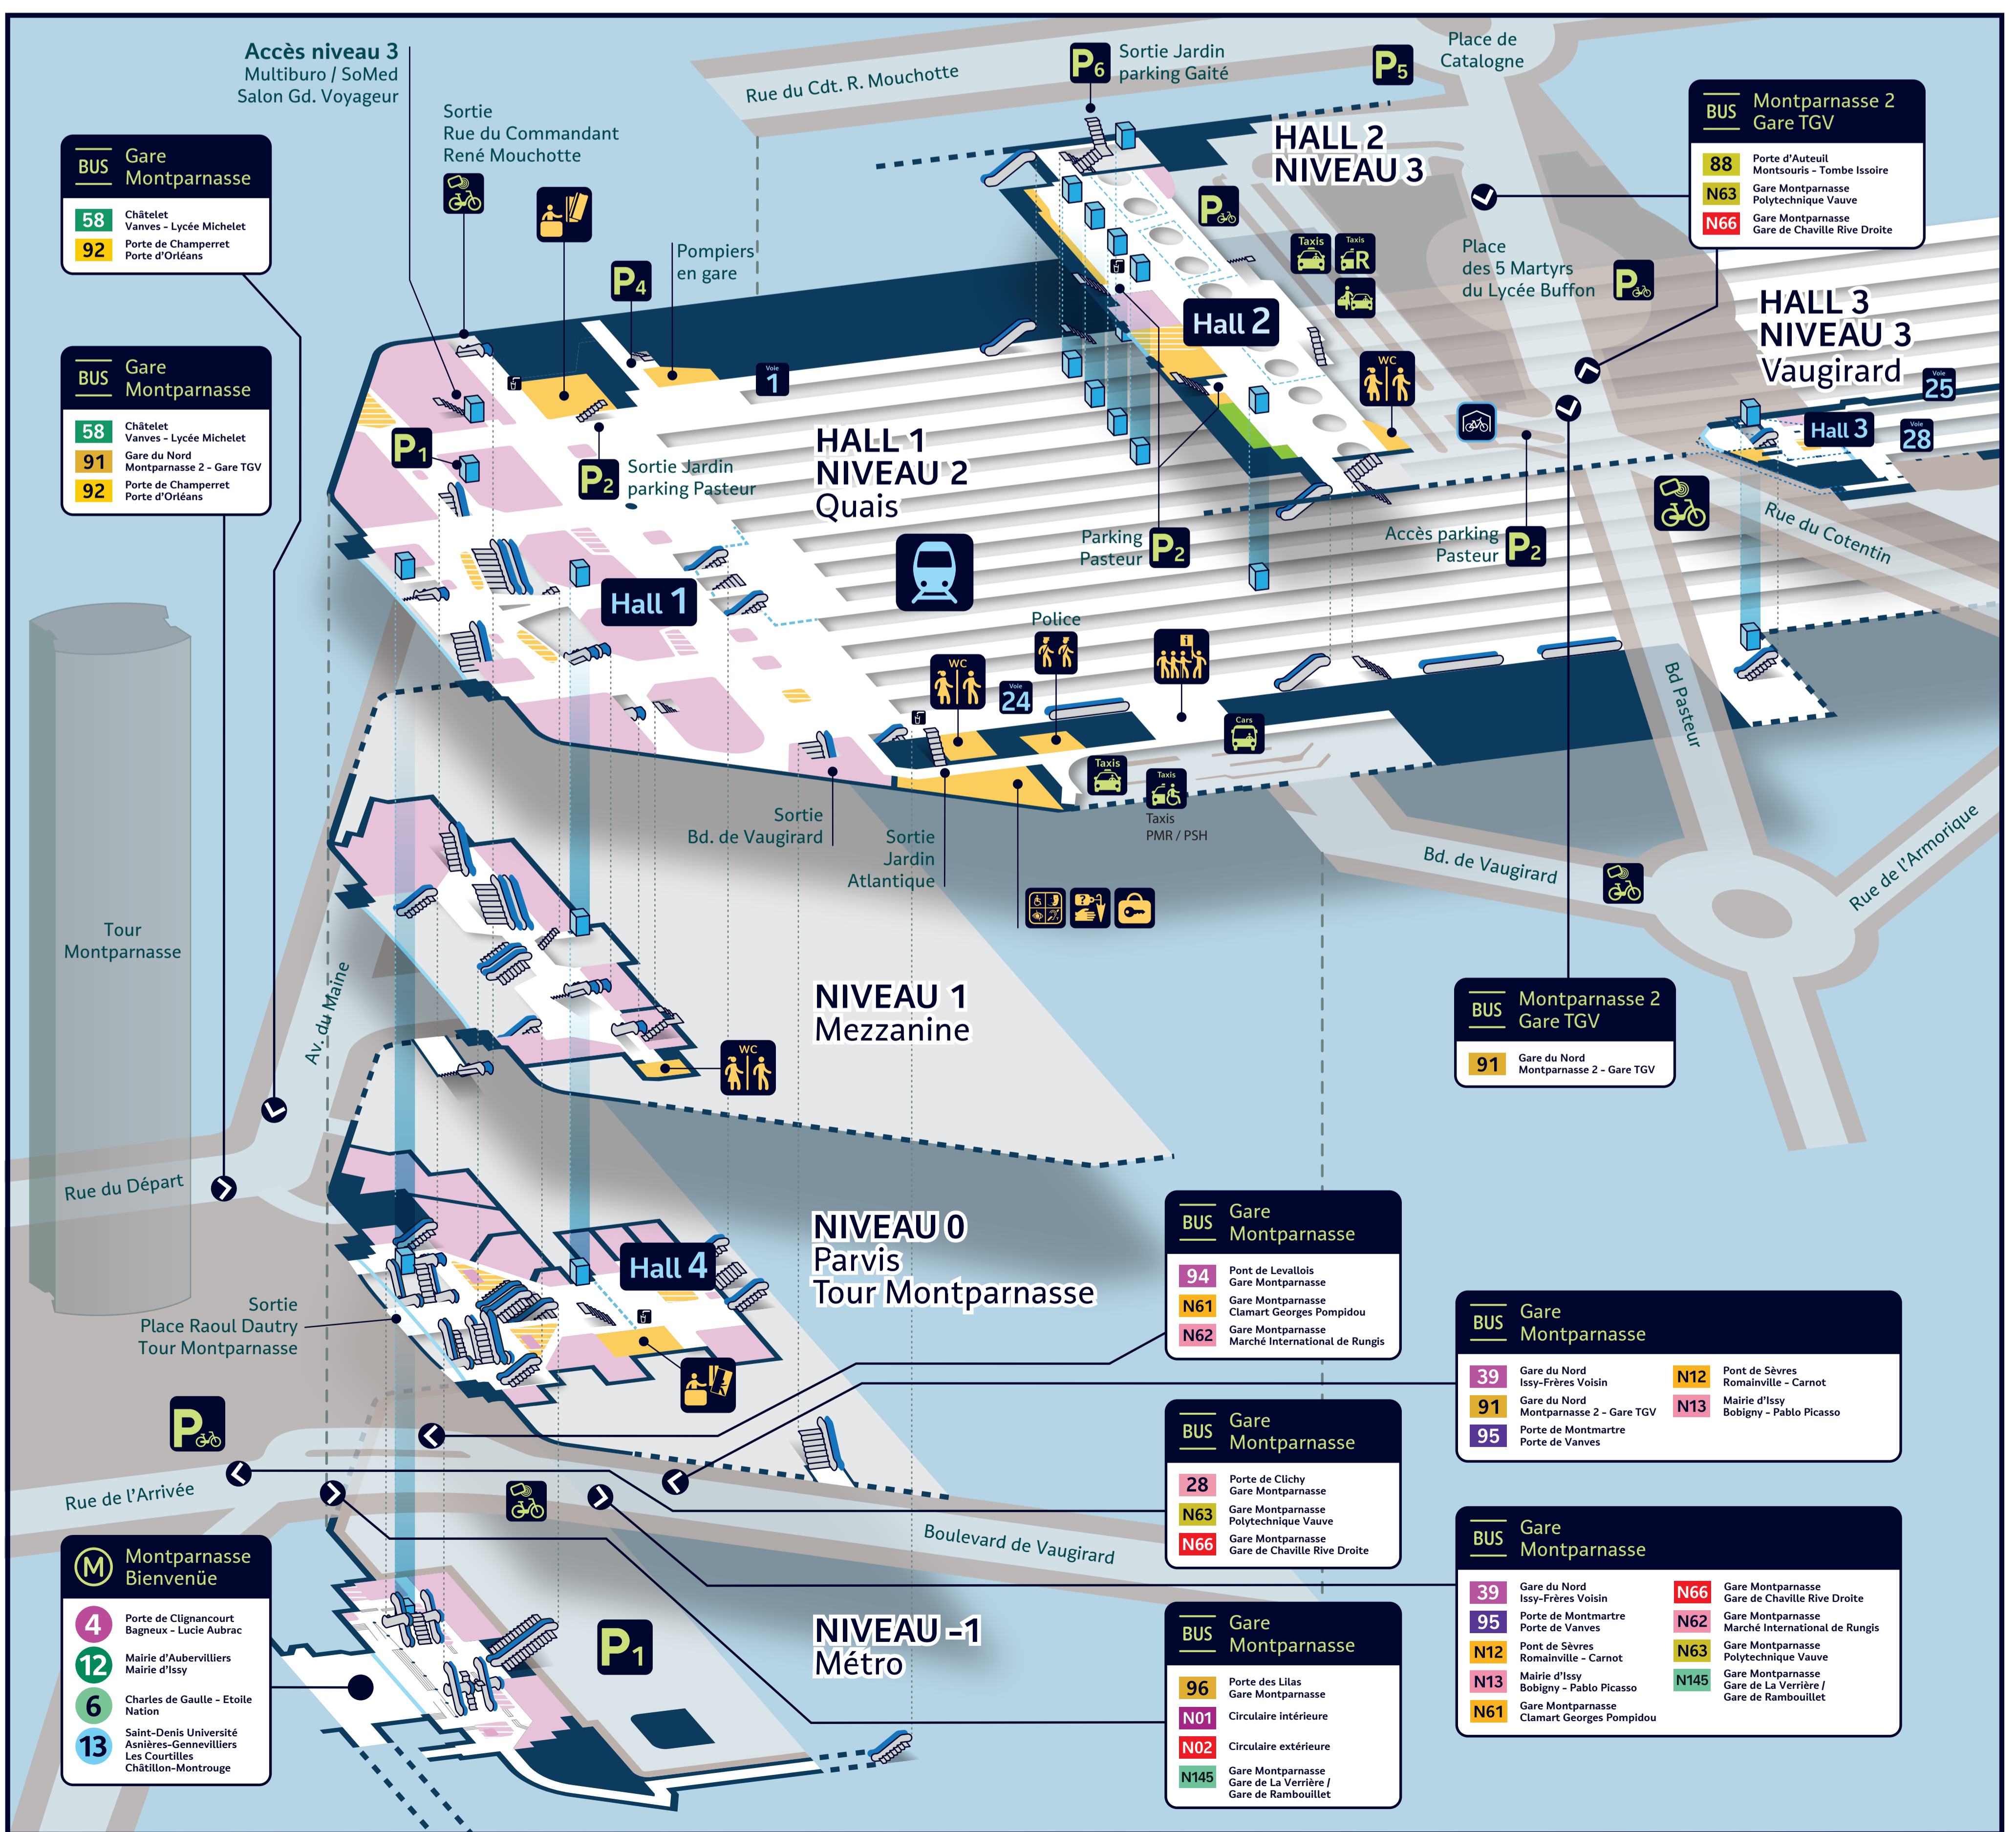 Accès niveau 3
Multiburo / SoMed
Salon Gd. Voyageur
Sortie
Rue du Commandant
René Mouchotte
BUS
Gare
Montparnasse
58
Châtelet
Vanves - Lycée Michelet
92
Porte de Champerret
Porte d'Orléans
BUS
Gare
Montparnasse
58
Châtelet
Vanves - Lycée Michelet
91
Gare du Nord
Montparnasse 2 - Gare TGV
92
Porte de Champerret
Porte d'Orléans
Rue du Cdt. R. Mouchotte
P6
Sortie Jardin
parking Gaité
P5
Place de
Catalogne
BUS
Montparnasse 2
Gare TGV
88
Porte d'Auteuil
Montsouris - Tombe Issoire
N63
Gare Montparnasse
Polytechnique Vauve
N66
Gare Montparnasse
Gare de Chaville Rive Droite
HALL 2
NIVEAU 3
P
Taxis
Taxis
R
Place
des 5 Martyrs
du Lycée Buffon
P
HALL 3
NIVEAU 3
Vaugirard
Voie
25
Hall 3
Voie
28
Pompiers
en gare
P4
Voie
1
Hall 2
WC
P1
P2
Sortie Jardin
parking Pasteur
HALL 1
NIVEAU 2
Quais
Parking
Pasteur
P2
Accès parking
Pasteur
P2
Rue du Cotentin
Hall 1
Police
WC
Voie
24
i
Cars
Taxis
Taxis
Taxis
PMR / PSH
Bd Pasteur
Sortie
Bd. de Vaugirard
Sortie
Jardin
Atlantique
?
Bd. de Vaugirard
Rue de l'Armorique
Tour
Montparnasse
Av. du Maine
NIVEAU 1
Mezzanine
WC
BUS
Montparnasse 2
Gare TGV
91
Gare du Nord
Montparnasse 2 - Gare TGV
Rue du Départ
NIVEAU 0
Parvis
Tour Montparnasse
Hall 4
Sortie
Place Raoul Dautry
Tour Montparnasse
BUS
Gare
Montparnasse
94
Pont de Levallois
Gare Montparnasse
N61
Gare Montparnasse
Clamart Georges Pompidou
N62
Gare Montparnasse
Marché International de Rungis
BUS
Gare
Montparnasse
39
Gare du Nord
Issy-Frères Voisin
91
Gare du Nord
Montparnasse 2 - Gare TGV
95
Porte de Montmartre
Porte de Vanves
N12
Pont de Sèvres
Romainville - Carnot
N13
Mairie d'Issy
Bobigny - Pablo Picasso
P
Rue de l'Arrivée
BUS
Gare
Montparnasse
28
Porte de Clichy
Gare Montparnasse
N63
Gare Montparnasse
Polytechnique Vauve
N66
Gare Montparnasse
Gare de Chaville Rive Droite
Boulevard de Vaugirard
BUS
Gare
Montparnasse
39
Gare du Nord
Issy-Frères Voisin
95
Porte de Montmartre
Porte de Vanves
N12
Pont de Sèvres
Romainville - Carnot
N13
Mairie d'Issy
Bobigny - Pablo Picasso
N61
Gare Montparnasse
Clamart Georges Pompidou
N66
Gare Montparnasse
Gare de Chaville Rive Droite
N62
Gare Montparnasse
Marché International de Rungis
N63
Gare Montparnasse
Polytechnique Vauve
N145
Gare Montparnasse
Gare de La Verrière /
Gare de Rambouillet
M
Montparnasse
Bienvenüe
4
Porte de Clignancourt
Bagneux - Lucie Aubrac
12
Mairie d'Aubervilliers
Mairie d'Issy
6
Charles de Gaulle - Etoile
Nation
13
Saint-Denis Université
Asnières-Gennevilliers
Les Courtilles
Châtillon-Montrouge
P1
NIVEAU -1
Métro
BUS
Gare
Montparnasse
96
Porte des Lilas
Gare Montparnasse
N01
Circulaire intérieure
N02
Circulaire extérieure
N145
Gare Montparnasse
Gare de La Verrière /
Gare de Rambouillet